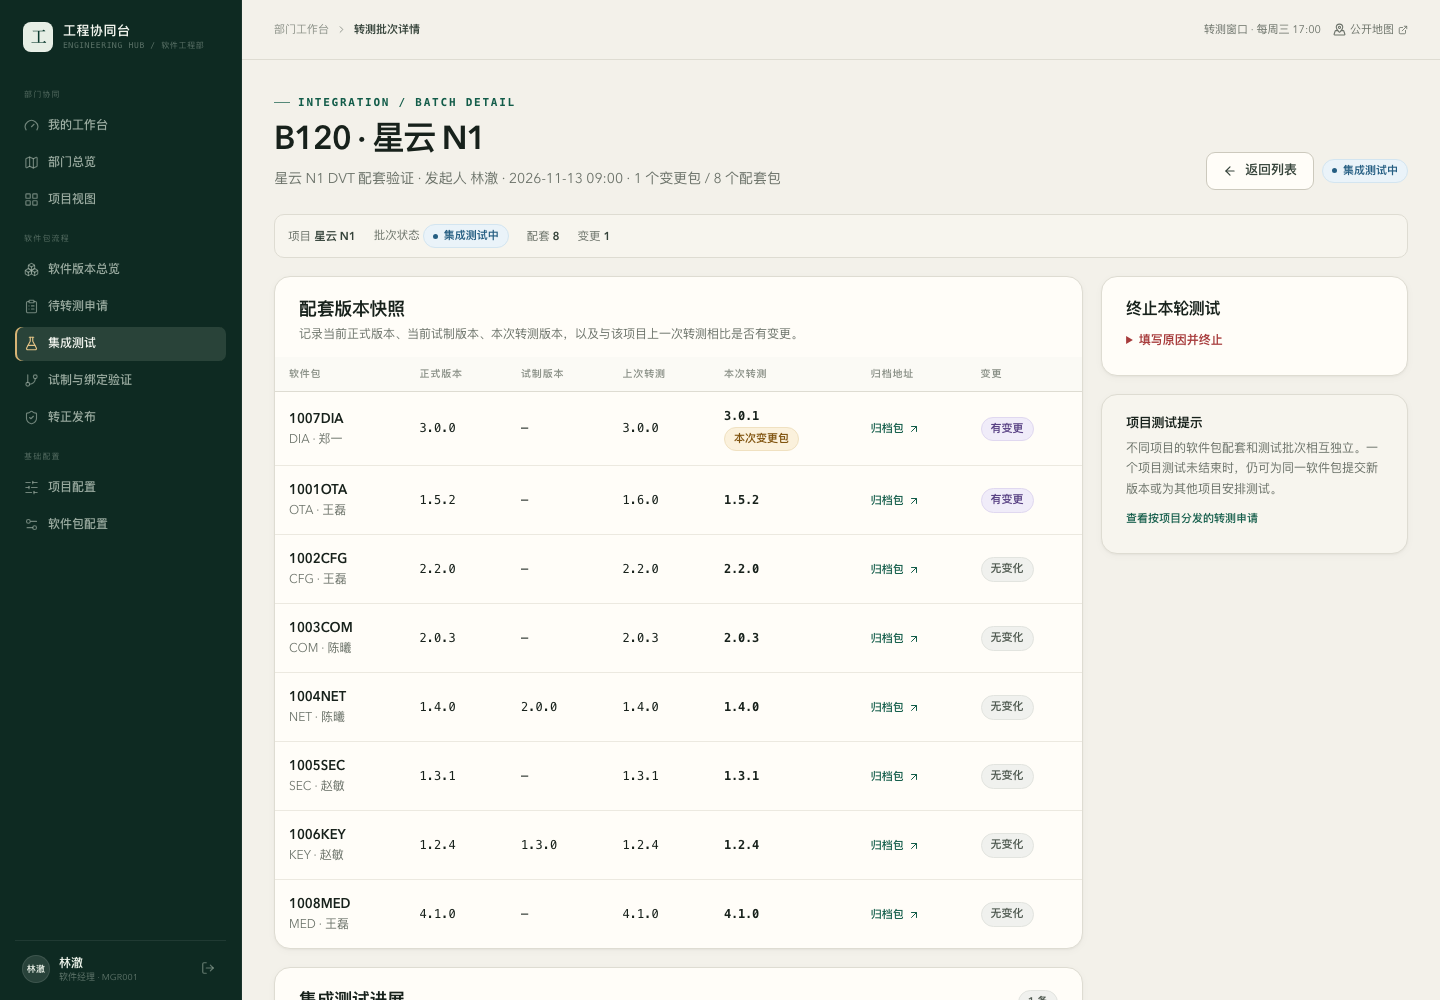 工
工程协同台
ENGINEERING HUB / 软件工程部
部门协同
我的工作台
部门总览
项目视图
软件包流程
软件版本总览
待转测申请
集成测试
试制与绑定验证
转正发布
基础配置
项目配置
软件包配置
林澈
林澈
软件经理 · MGR001
部门工作台 > 转测批次详情
转测窗口 · 每周三 17:00 公开地图
INTEGRATION / BATCH DETAIL
B120 · 星云 N1
星云 N1 DVT 配套验证 · 发起人 林澈 · 2026-11-13 09:00 · 1 个变更包 / 8 个配套包
← 返回列表
集成测试中
项目 星云 N1 批次状态 集成测试中 配套 8 变更 1
配套版本快照
记录当前正式版本、当前试制版本、本次转测版本，以及与该项目上一次转测相比是否有变更。
软件包 正式版本 试制版本 上次转测 本次转测 归档地址 变更
1007DIA
DIA · 郑一
3.0.0 — 3.0.0 3.0.1
本次变更包
归档包 ↗ 有变更
1001OTA
OTA · 王磊
1.5.2 — 1.6.0 1.5.2 归档包 ↗ 有变更
1002CFG
CFG · 王磊
2.2.0 — 2.2.0 2.2.0 归档包 ↗ 无变化
1003COM
COM · 陈曦
2.0.3 — 2.0.3 2.0.3 归档包 ↗ 无变化
1004NET
NET · 陈曦
1.4.0 2.0.0 1.4.0 1.4.0 归档包 ↗ 无变化
1005SEC
SEC · 赵敏
1.3.1 — 1.3.1 1.3.1 归档包 ↗ 无变化
1006KEY
KEY · 赵敏
1.2.4 1.3.0 1.2.4 1.2.4 归档包 ↗ 无变化
1008MED
MED · 王磊
4.1.0 — 4.1.0 4.1.0 归档包 ↗ 无变化
集成测试进展
1 条
终止本轮测试
▶ 填写原因并终止
项目测试提示
不同项目的软件包配套和测试批次相互独立。一
个项目测试未结束时，仍可为同一软件包提交新
版本或为其他项目安排测试。
查看按项目分发的转测申请